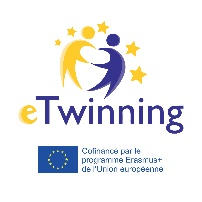 eTwinning
Cofinancé par le
programme Erasmus+
de l'Union européenne